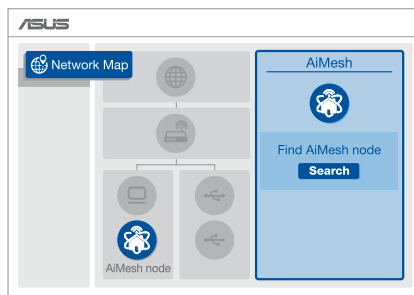 ASUS
Network Map
AiMesh
Find AiMesh node
Search
AiMesh node